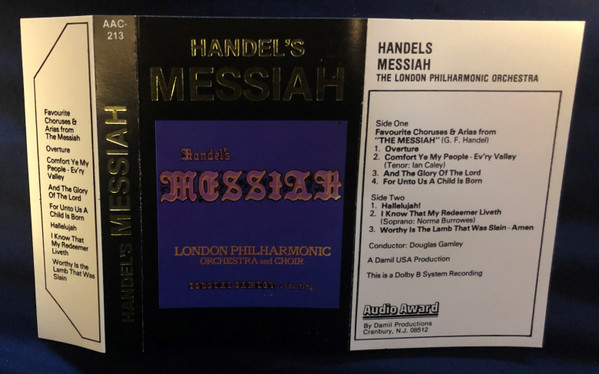 Favourite
Choruses &
Arias from
The Messiah
Overture
Comfort Ye My
People - Ev'ry
Valley
And The Glory
Of The Lord
For Unto Us A
Child Is Born
Hallelujah
I Know That
My Redeemer
Liveth
Worthy Is the
Lamb That Was
Slain
AAC-
213
HANDEL'S MESSIAH
HANDEL'S
MESSIAH
Handel's
MESSIAH
LONDON PHILHARMONIC
ORCHESTRA and CHOIR
DOUGLAS GAMLEY conducting
HANDELS
MESSIAH
THE LONDON PHILHARMONIC ORCHESTRA
Side One
Favourite Choruses & Arias from
"THE MESSIAH" (G. F. Handel)
1. Overture
2. Comfort Ye My People - Ev'ry Valley
(Tenor: Ian Caley)
3. And The Glory Of The Lord
4. For Unto Us A Child Is Born
Side Two
1. Hallelujah!
2. I Know That My Redeemer Liveth
(Soprano: Norma Burrowes)
3. Worthy Is The Lamb That Was Slain - Amen
Conductor: Douglas Gamley
A Damil USA Production
This is a Dolby B System Recording
Audio Award
By Damil Productions
Cranbury, N.J. 08512